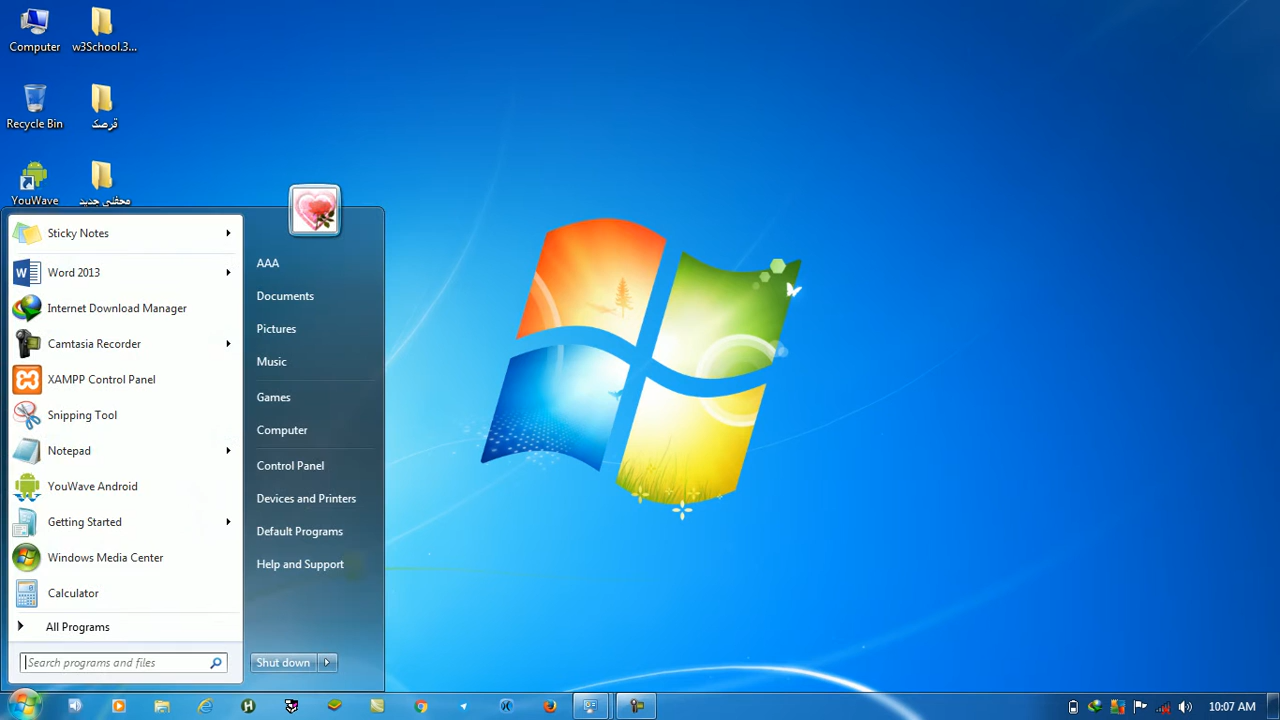 Computer
w3School.3...
Recycle Bin
قرصک
YouWave
محفلي جديد
Sticky Notes
Word 2013
Internet Download Manager
Camtasia Recorder
XAMPP Control Panel
Snipping Tool
Notepad
YouWave Android
Getting Started
Windows Media Center
Calculator
All Programs
Search programs and files
AAA
Documents
Pictures
Music
Games
Computer
Control Panel
Devices and Printers
Default Programs
Help and Support
Shut down
10:07 AM